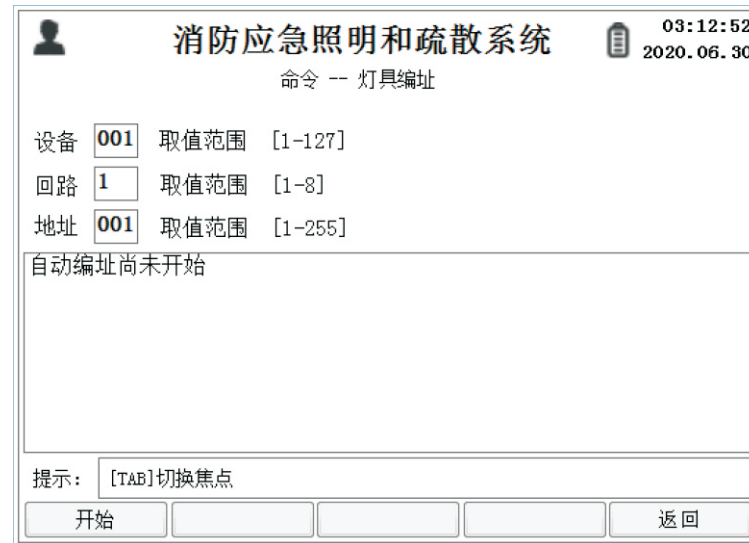 消防应急照明和疏散系统
03:12:52
2020.06.30
命令 -- 灯具编址
设备 001 取值范围 [1-127]
回路 1 取值范围 [1-8]
地址 001 取值范围 [1-255]
自动编址尚未开始
提示： [TAB]切换焦点
开始 返回